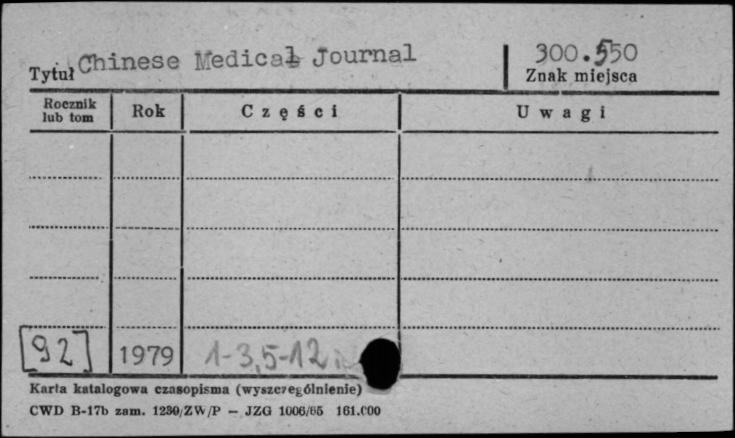 Tytuł Chinese Medical Journal 300.550
Znak miejsca
Rocznik lub tom Rok Części Uwagi
[92] 1979 1-3,5-12
Karta katalogowa czasopisma (wyszczególnienie)
CWD B-17b zam. 1230/ZW/P — JZG 1006/65 161.000